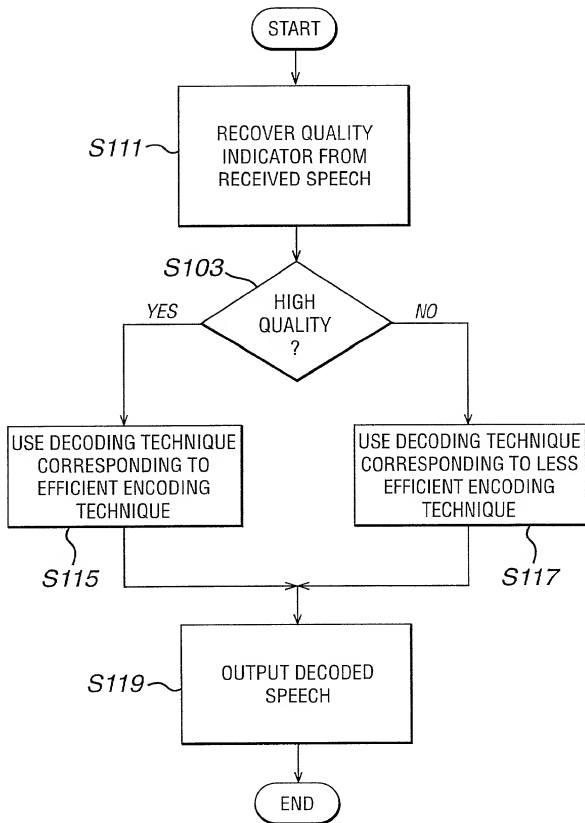 START
S111
RECOVER QUALITY
INDICATOR FROM
RECEIVED SPEECH
S103
HIGH
QUALITY
?
YES
NO
USE DECODING TECHNIQUE
CORRESPONDING TO
EFFICIENT ENCODING
TECHNIQUE
USE DECODING TECHNIQUE
CORRESPONDING TO LESS
EFFICIENT ENCODING
TECHNIQUE
S115
S117
S119
OUTPUT DECODED
SPEECH
END